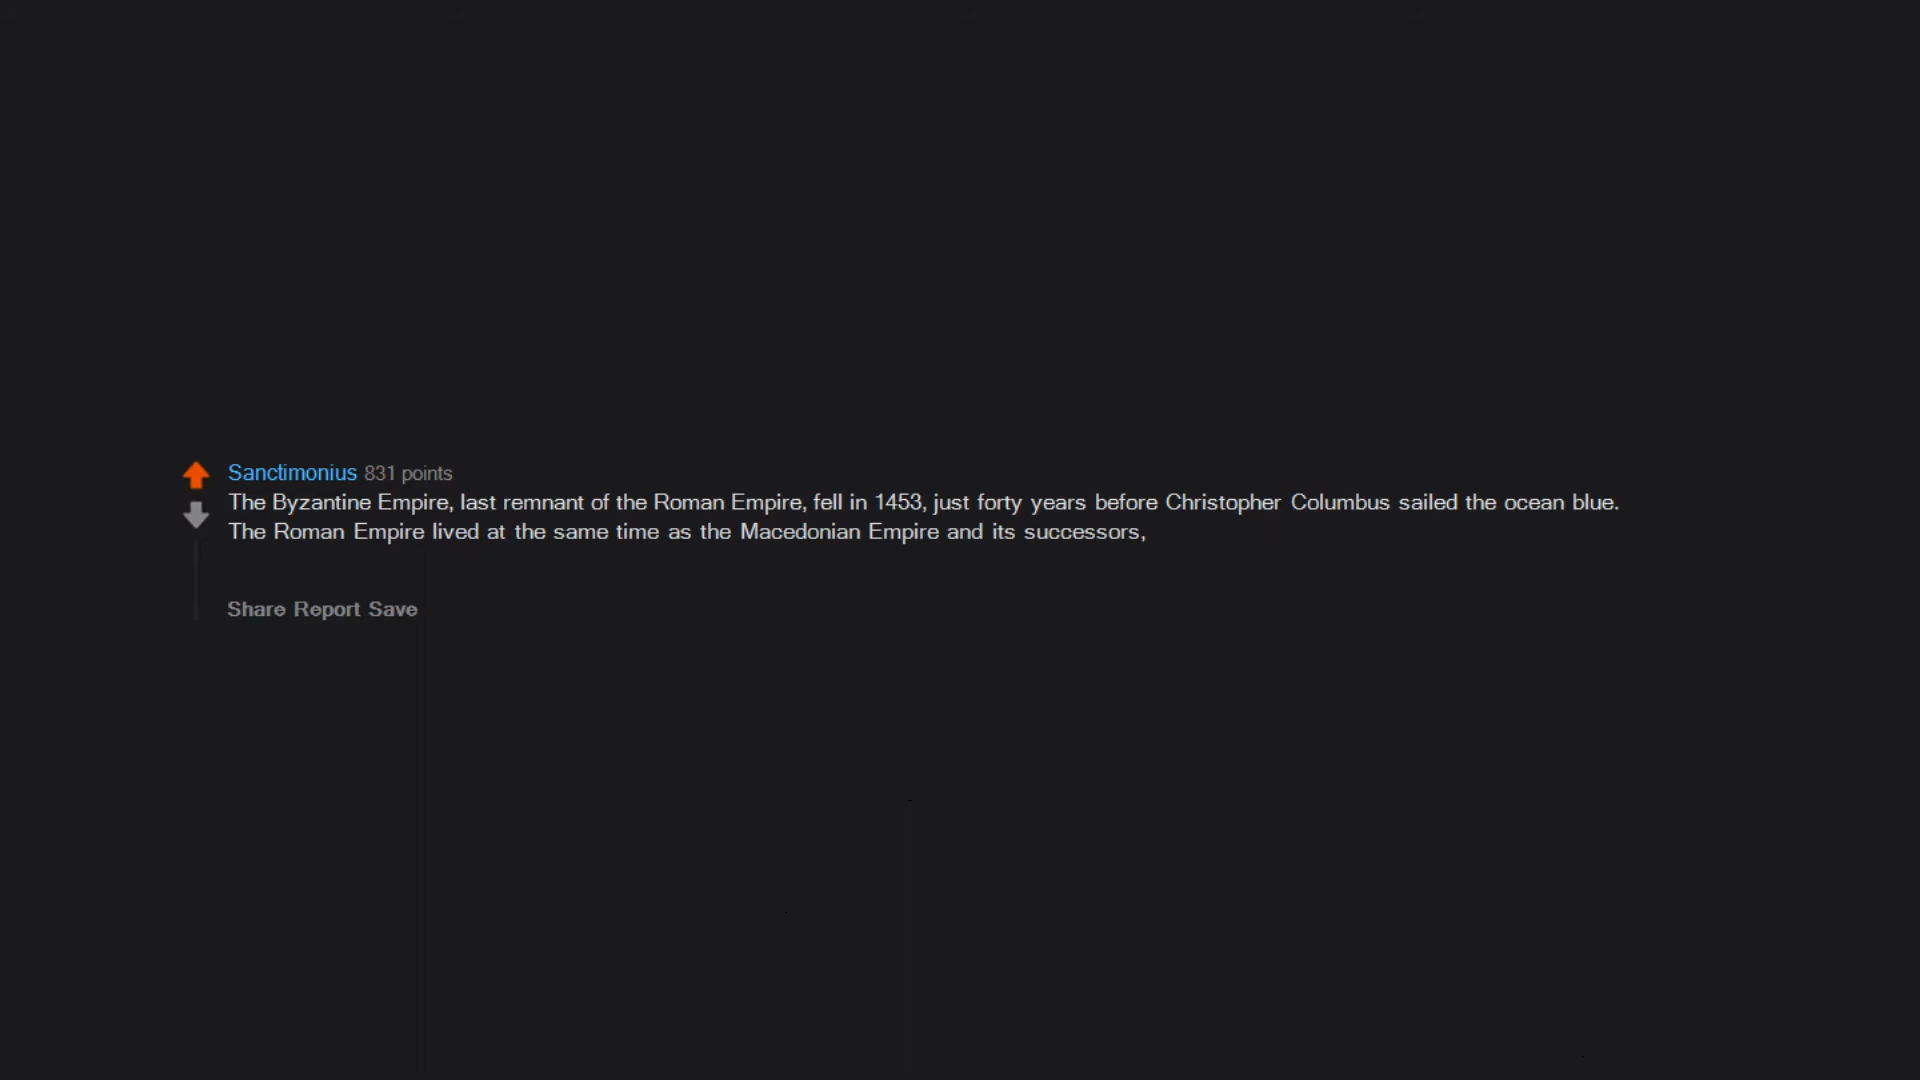 Sanctimonius 831 points
The Byzantine Empire, last remnant of the Roman Empire, fell in 1453, just forty years before Christopher Columbus sailed the ocean blue.
The Roman Empire lived at the same time as the Macedonian Empire and its successors,
Share Report Save